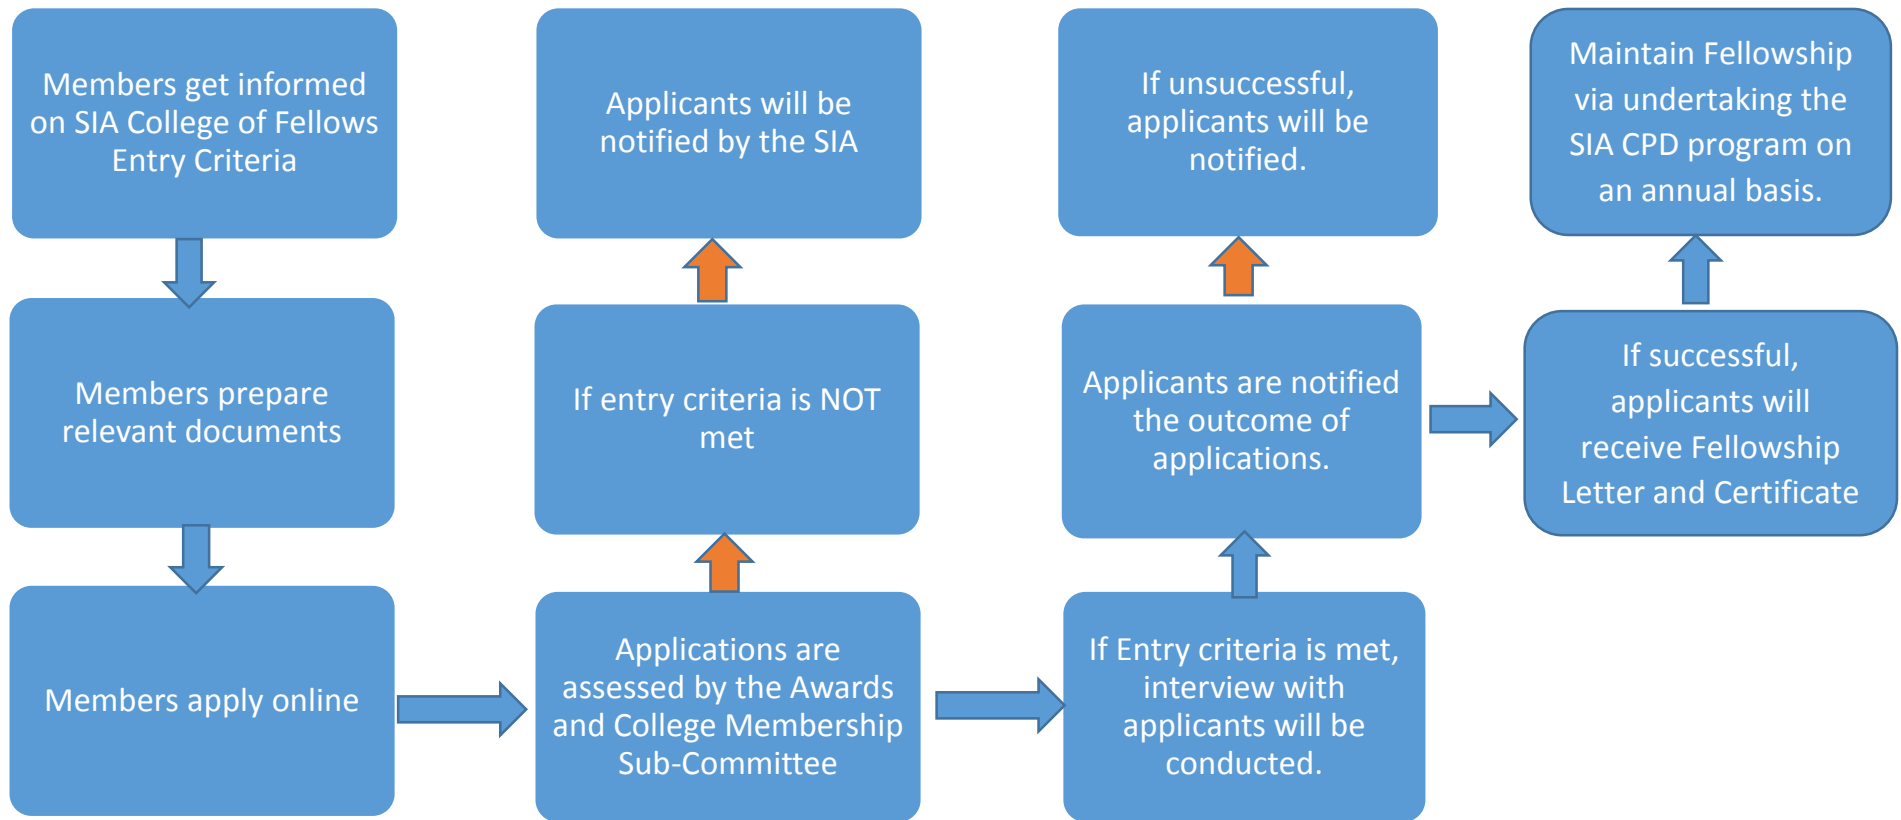 Members get informed
on SIA College of Fellows
Entry Criteria
Members prepare
relevant documents
Members apply online
Applicants will be
notified by the SIA
If entry criteria is NOT
met
Applications are
assessed by the Awards
and College Membership
Sub-Committee
If unsuccessful,
applicants will be
notified.
Applicants are notified
the outcome of
applications.
If Entry criteria is met,
interview with
applicants will be
conducted.
Maintain Fellowship
via undertaking the
SIA CPD program on
an annual basis.
If successful,
applicants will
receive Fellowship
Letter and Certificate